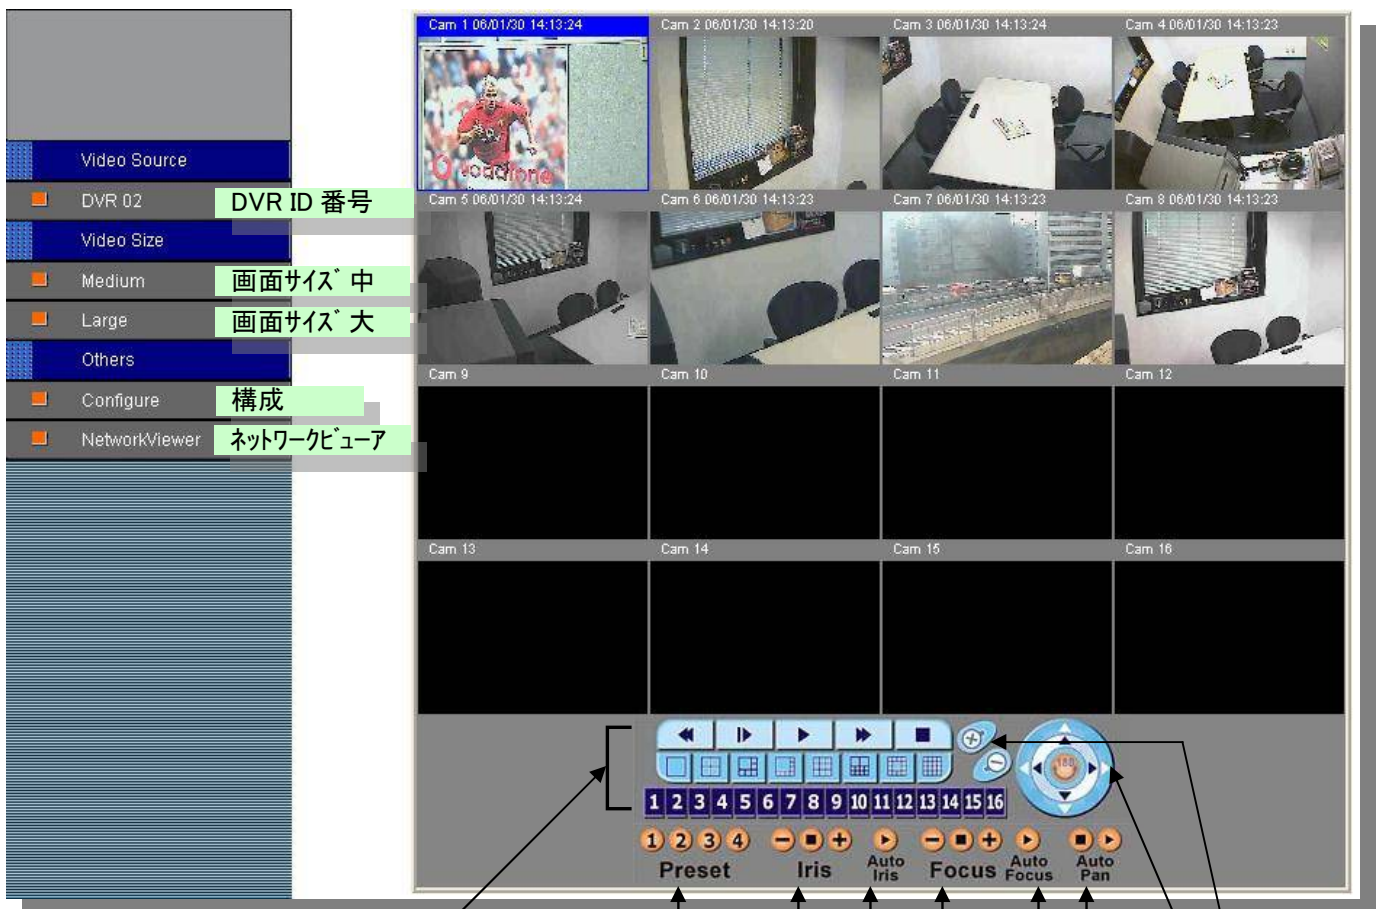 Video Source
DVR 02 DVR ID 番号
Video Size
Medium 画面サイズ 中
Large 画面サイズ 大
Others
Configure 構成
NetworkViewer ネットワークビューア
Cam 1 06/01/30 14:13:24
Cam 2 06/01/30 14:13:20
Cam 3 06/01/30 14:13:24
Cam 4 06/01/30 14:13:23
vodafone
Cam 5 06/01/30 14:13:24
Cam 6 06/01/30 14:13:23
Cam 7 06/01/30 14:13:23
Cam 8 06/01/30 14:13:23
Cam 9
Cam 10
Cam 11
Cam 12
Cam 13
Cam 14
Cam 15
Cam 16
180
1 2 3 4 5 6 7 8 9 10 11 12 13 14 15 16
1 2 3 4
Preset
Iris
Auto
Iris
Focus
Auto
Focus
Auto
Pan